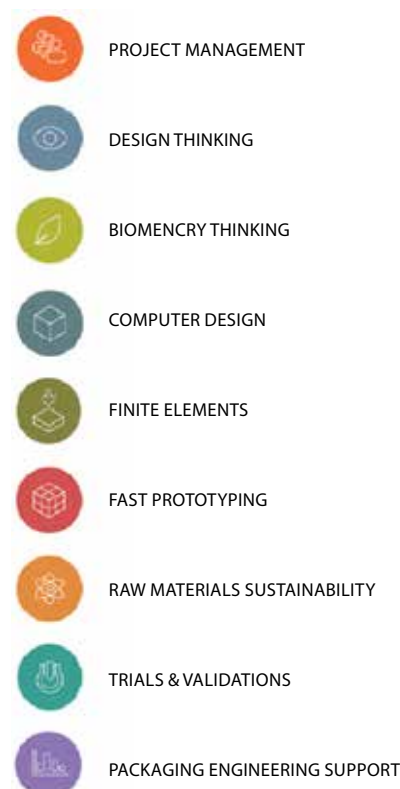 PROJECT MANAGEMENT
DESIGN THINKING
BIOMENCRY THINKING
COMPUTER DESIGN
FINITE ELEMENTS
FAST PROTOTYPING
RAW MATERIALS SUSTAINABILITY
TRIALS & VALIDATIONS
PACKAGING ENGINEERING SUPPORT